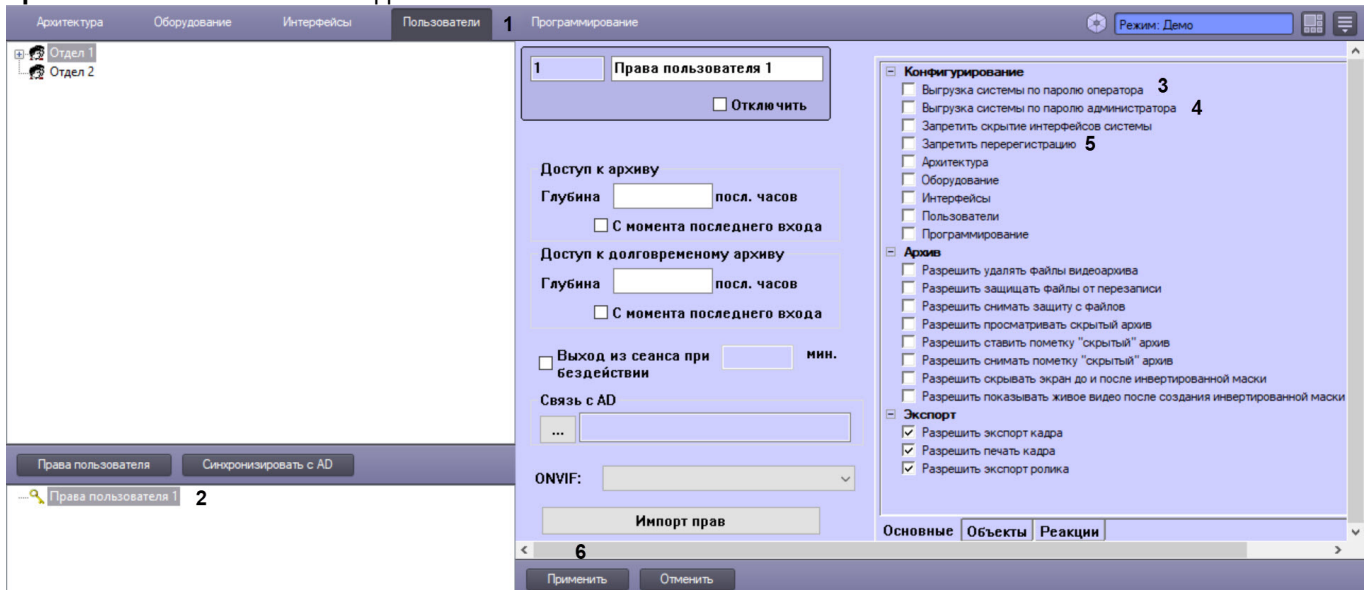 Архитектура Оборудование Интерфейсы Пользователи 1 Программирование Режим: Демо
Отдел 1
Отдел 2
Права пользователя Синхронизировать с AD
Права пользователя 1 2
1 Права пользователя 1
Отключить
Доступ к архиву
Глубина посл. часов
С момента последнего входа
Доступ к долговременому архиву
Глубина посл. часов
С момента последнего входа
Выход из сеанса при мин.
бездействии
Связь с AD
...
ONVIF:
Импорт прав
6
Применить Отменить
Конфигурирование
Выгрузка системы по паролю оператора 3
Выгрузка системы по паролю администратора 4
Запретить скрытие интерфейсов системы
Запретить перерегистрацию 5
Архитектура
Оборудование
Интерфейсы
Пользователи
Программирование
Архив
Разрешить удалять файлы видеоархива
Разрешить защищать файлы от перезаписи
Разрешить снимать защиту с файлов
Разрешить просматривать скрытый архив
Разрешить ставить пометку "скрытый" архив
Разрешить снимать пометку "скрытый" архив
Разрешить скрывать экран до и после инвертированной маски
Разрешить показывать живое видео после создания инвертированной маски
Экспорт
Разрешить экспорт кадра
Разрешить печать кадра
Разрешить экспорт ролика
Основные Объекты Реакции